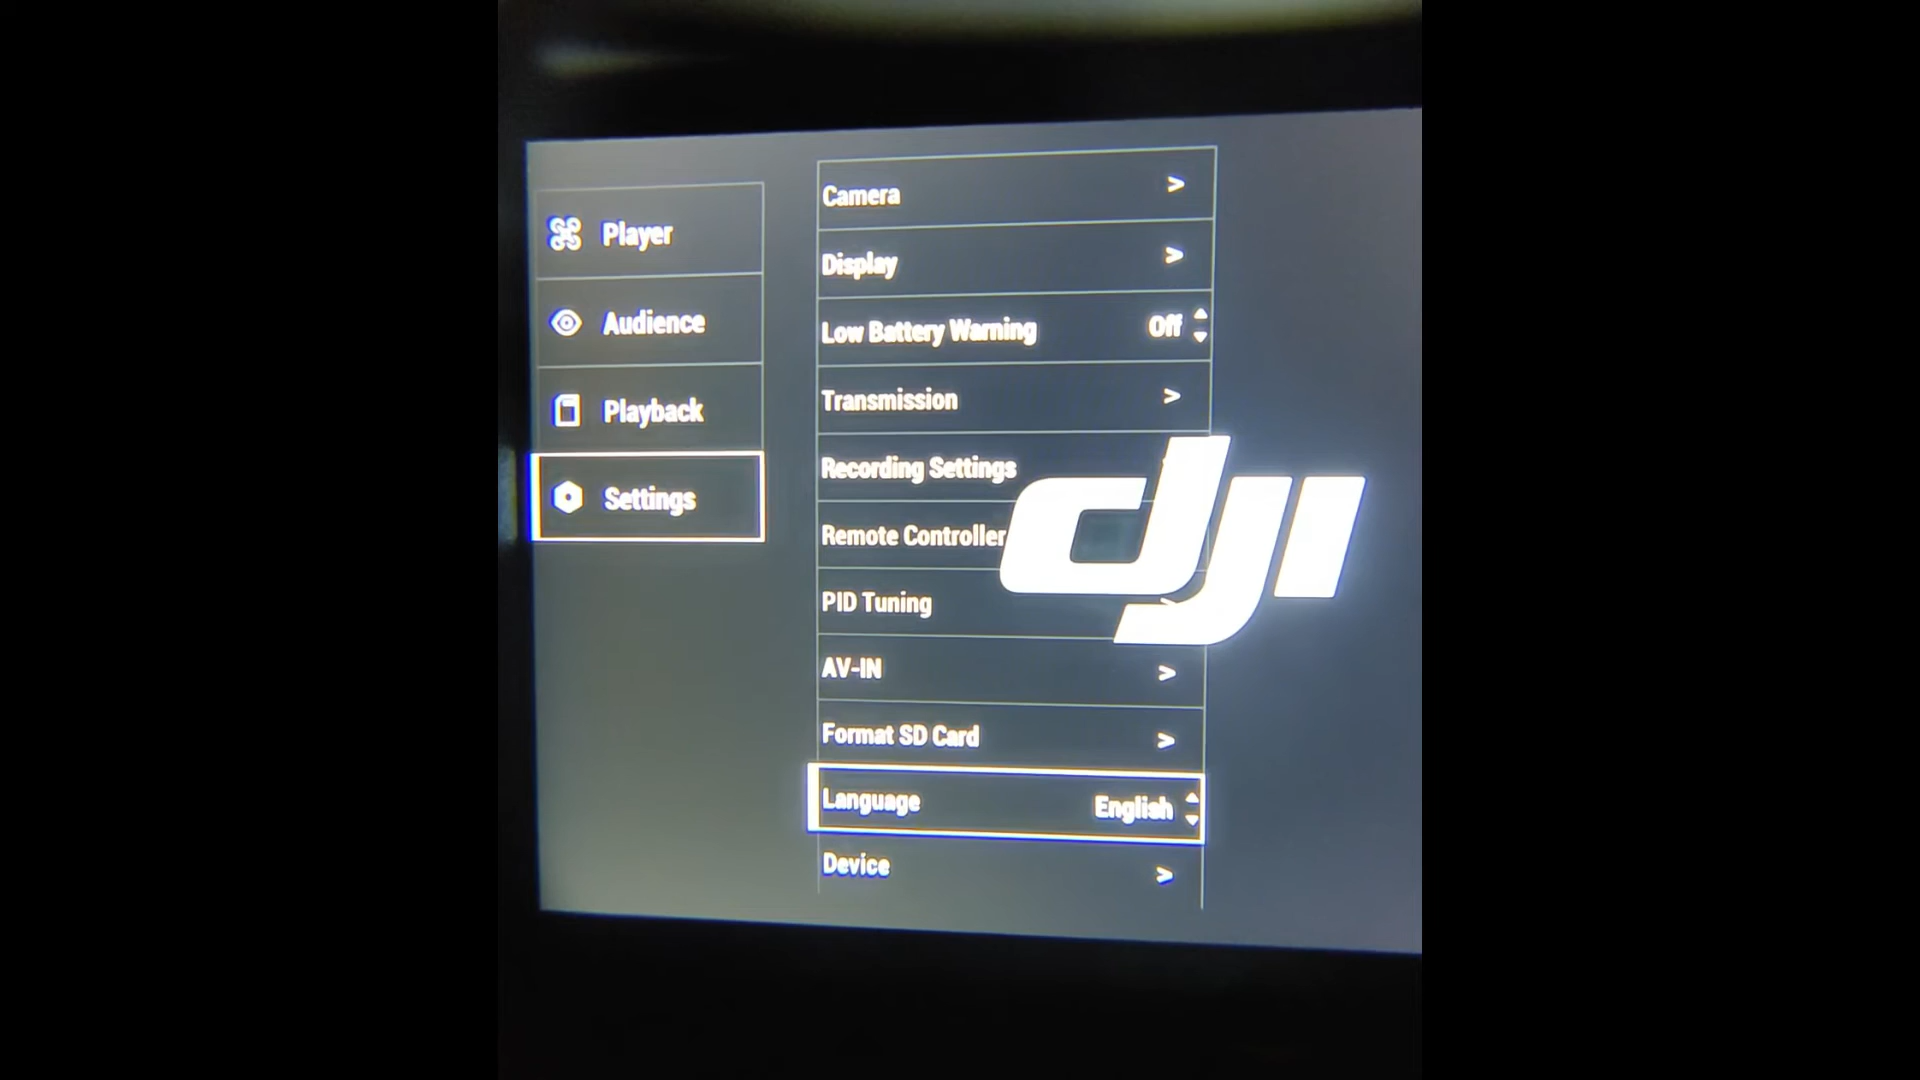 Player
Audience
Playback
Settings
Camera >
Display >
Low Battery Warning Off
Transmission >
Recording Settings
Remote Controller
PID Tuning
AV-IN >
Format SD Card >
Language English
Device >
dji